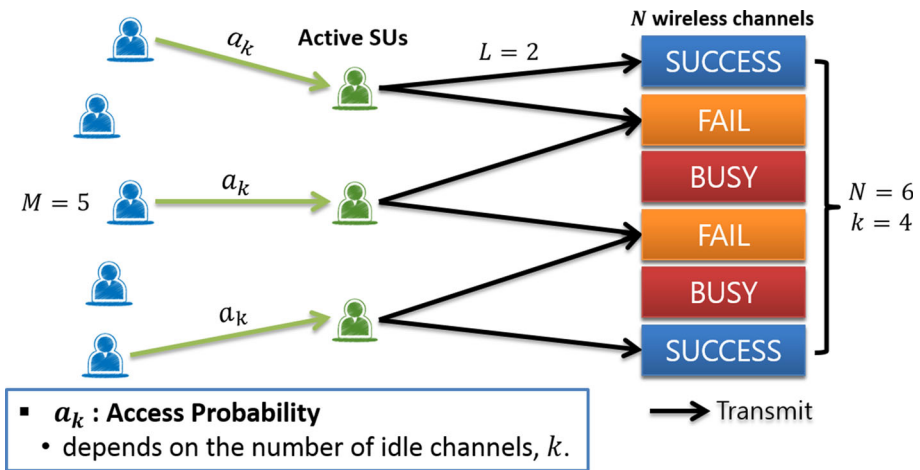 a_k
Active SUs
L = 2
N wireless channels
SUCCESS
FAIL
BUSY
M = 5
a_k
N = 6
k = 4
FAIL
BUSY
a_k
SUCCESS
▪ a_k : Access Probability
• depends on the number of idle channels, k.
Transmit